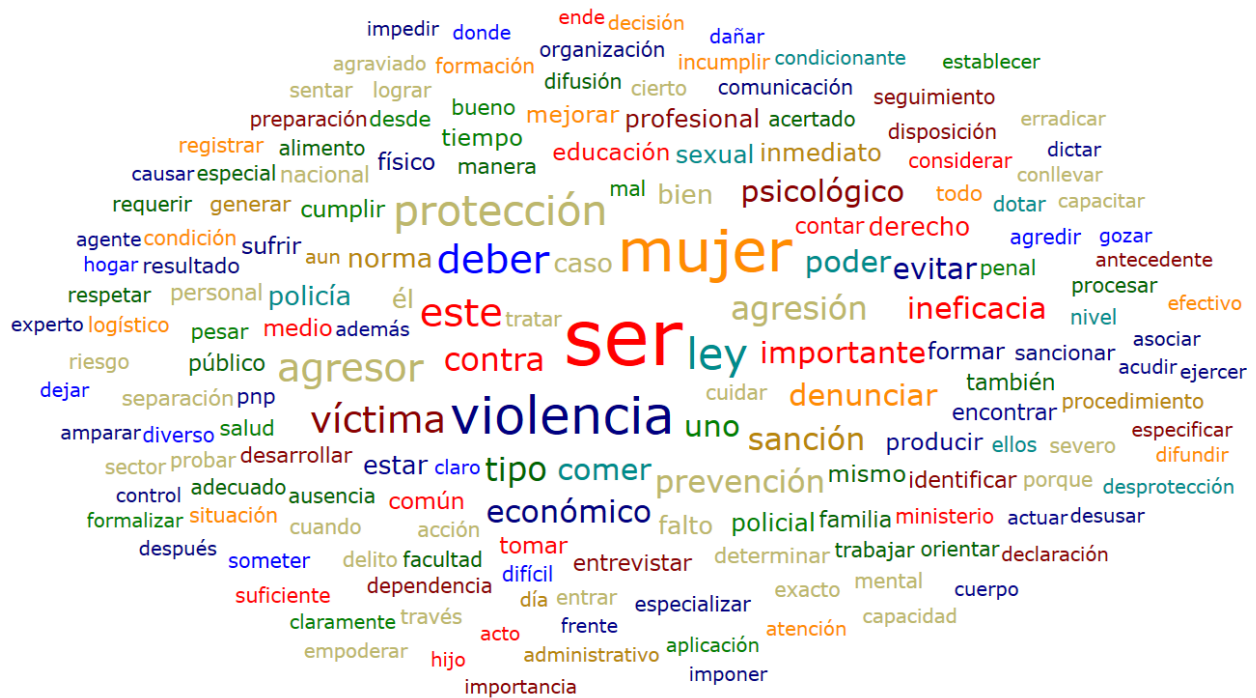 ende decisión
impedir donde dañar
organización
agraviado formación incumplir condicionante establecer
difusión cierto comunicación
sentar lograr seguimiento
bueno mejorar profesional acertado
preparación desde disposición erradicar
tiempo
registrar alimento físico manera educación sexual inmediato considerar dictar
causar especial nacional mal bien psicológico todo conllevar
requerir generar cumplir protección dotar capacitar
contar derecho
agente condición sufrir aun norma deber caso mujer poder evitar penal agredir gozar
hogar resultado antecedente
respetar personal policía él este tratar agresión ineficacia procesar efectivo
experto logístico pesar medio además ser nivel
riesgo público agresor contra ley importante formar sancionar asociar
acudir ejercer
dejar separación pnp cuidar denunciar también
víctima violencia uno encontrar procedimiento
amparar diverso salud sanción producir ellos severo especificar
sector probar desarrollar estar claro tipo comer prevención mismo identificar porque difundir
control adecuado ausencia común económico desprotección
formalizar situación cuando acción falto policial familia ministerio actuar desusar
después tomar
someter delito facultad difícil entrevistar determinar trabajar orientar declaración
suficiente dependencia día entrar especializar exacto mental cuerpo
claramente través acto frente atención capacidad
empoderar hijo administrativo aplicación
importancia imponer